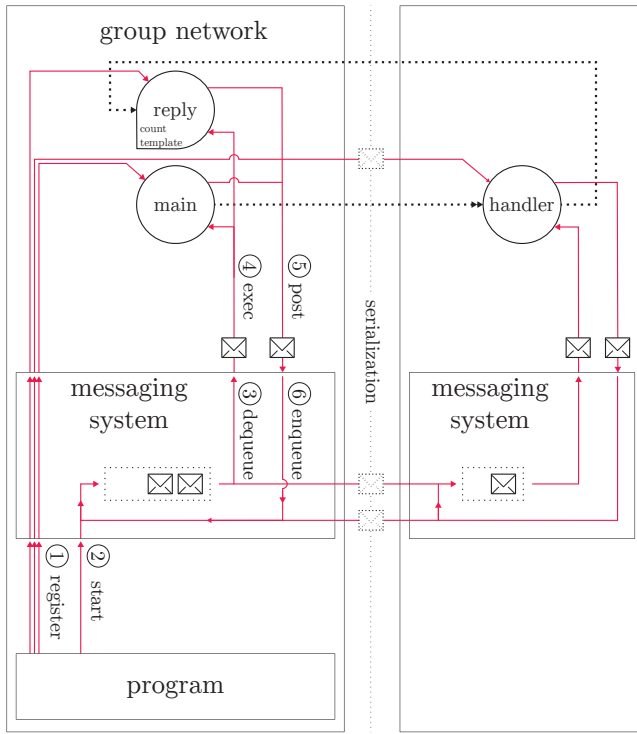 group network
reply
count
template
main
handler
④ exec
⑤ post
serialization
messaging
system
③ dequeue
⑥ enqueue
messaging
system
① register
② start
program